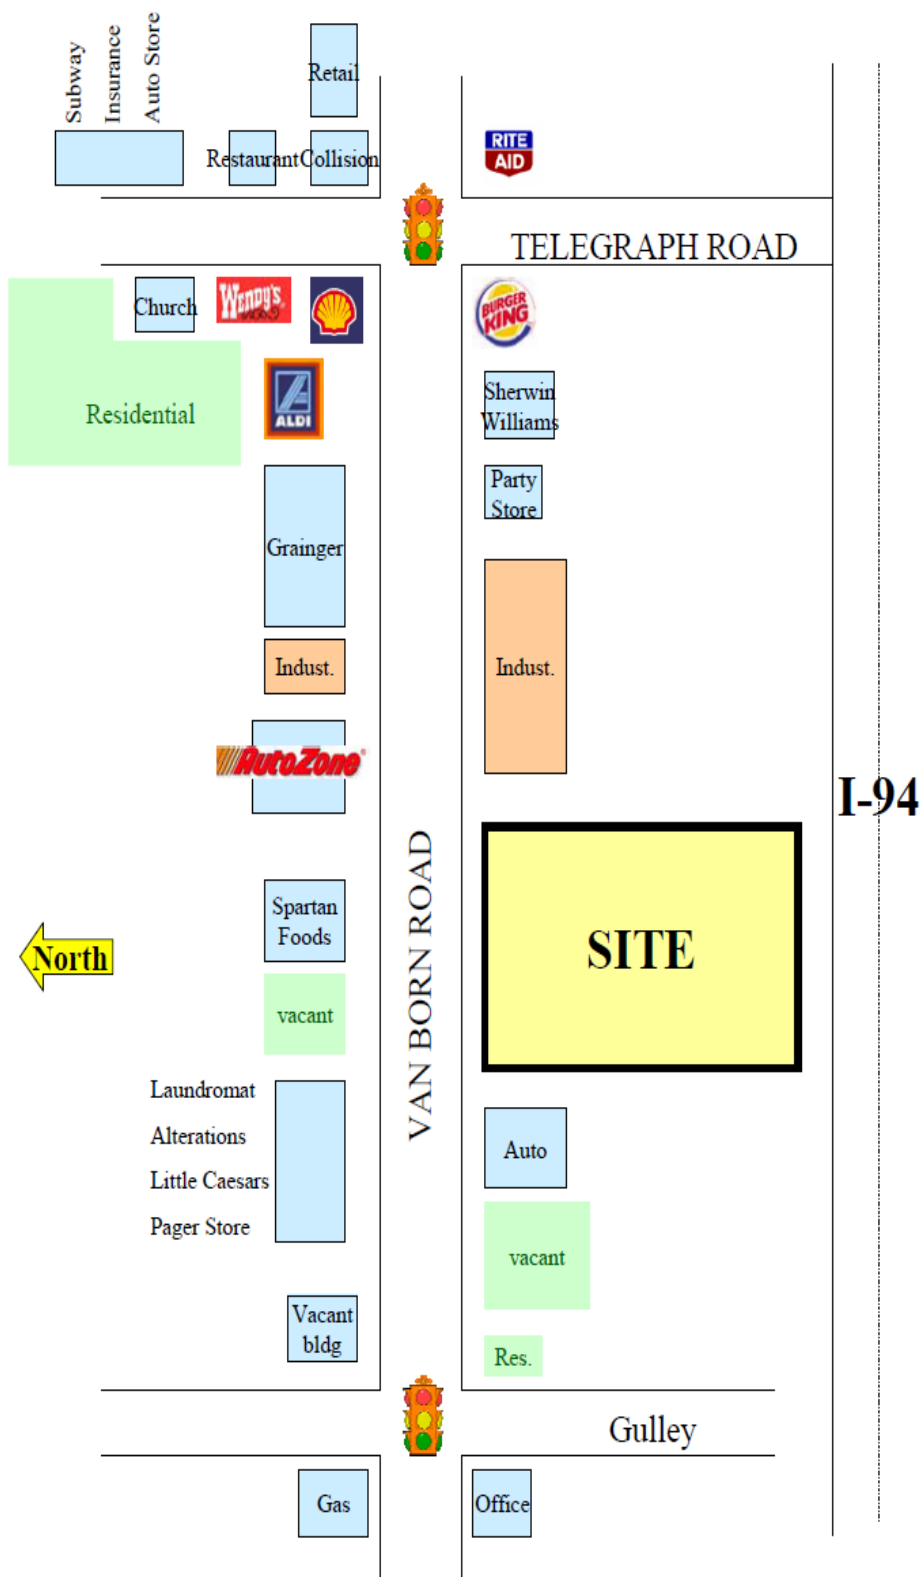 Subway
Insurance
Auto Store
Retail
Restaurant
Collision
RITE
AID
TELEGRAPH ROAD
Church
WENDY'S
BURGER
KING
Residential
ALDI
Sherwin
Williams
Party
Store
Grainger
Indust.
Indust.
AutoZone
I-94
VAN BORN ROAD
Spartan
Foods
SITE
North
vacant
Laundromat
Alterations
Little Caesars
Pager Store
Auto
vacant
Vacant
bldg
Res.
Gulley
Gas
Office